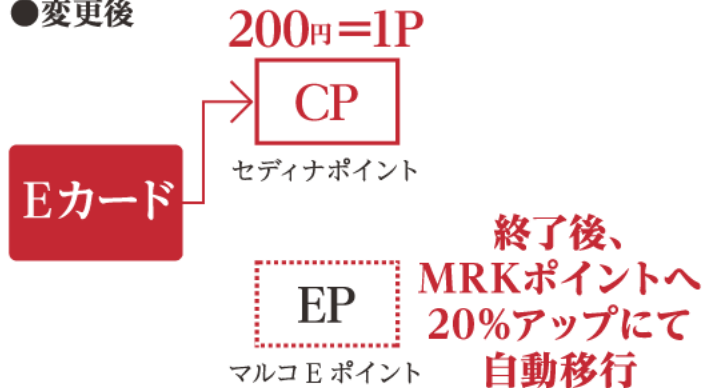 ●変更後
200円=1P
CP
セディナポイント
Eカード
EP
マルコ E ポイント
終了後、
MRKポイントへ
20%アップにて
自動移行